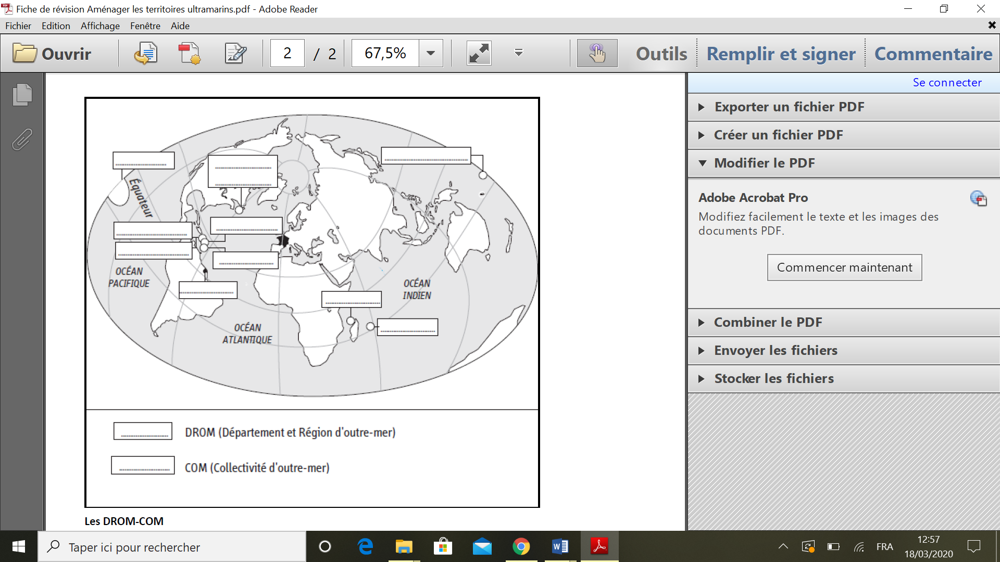 Fiche de révision Aménager les territoires ultramarins.pdf - Adobe Reader
Fichier Edition Affichage Fenêtre Aide
Ouvrir
2 / 2
67,5%
Outils
Remplir et signer
Commentaire
Se connecter
Exporter un fichier PDF
Créer un fichier PDF
Modifier le PDF
Adobe Acrobat Pro
Modifiez facilement le texte et les images des
documents PDF.
Commencer maintenant
Combiner le PDF
Envoyer les fichiers
Stocker les fichiers
Équateur
OCÉAN
PACIFIQUE
OCÉAN
ATLANTIQUE
OCÉAN
INDIEN
DROM (Département et Région d'outre-mer)
COM (Collectivité d'outre-mer)
Les DROM-COM
Taper ici pour rechercher
FRA
12:57
18/03/2020